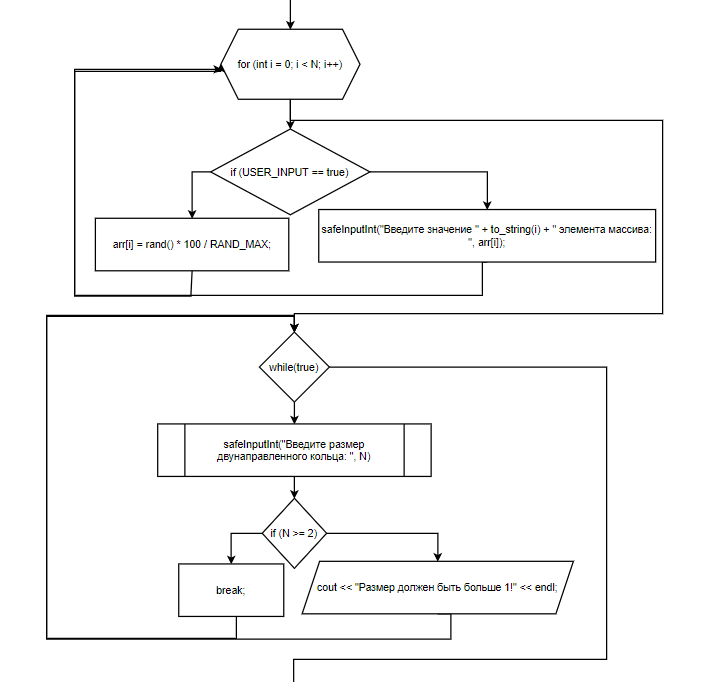 for (int i = 0; i < N; i++)
if (USER_INPUT == true)
arr[i] = rand() * 100 / RAND_MAX;
safeInputInt("Введите значение " + to_string(i) + " элемента массива:
", arr[i]);
while(true)
safeInputInt("Введите размер
двунаправленного кольца: ", N)
if (N >= 2)
break;
cout << "Размер должен быть больше 1!" << endl;